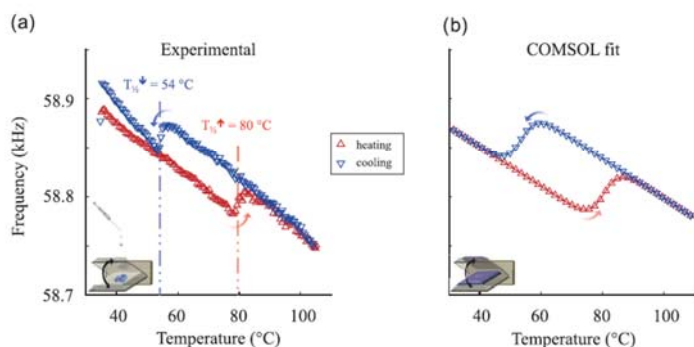 (a)
Experimental
T½↓ = 54 °C
T½↑ = 80 °C
Frequency (kHz)
58.9
58.8
58.7
40
60
80
100
Temperature (°C)
heating
cooling
(b)
COMSOL fit
40
60
80
100
Temperature (°C)